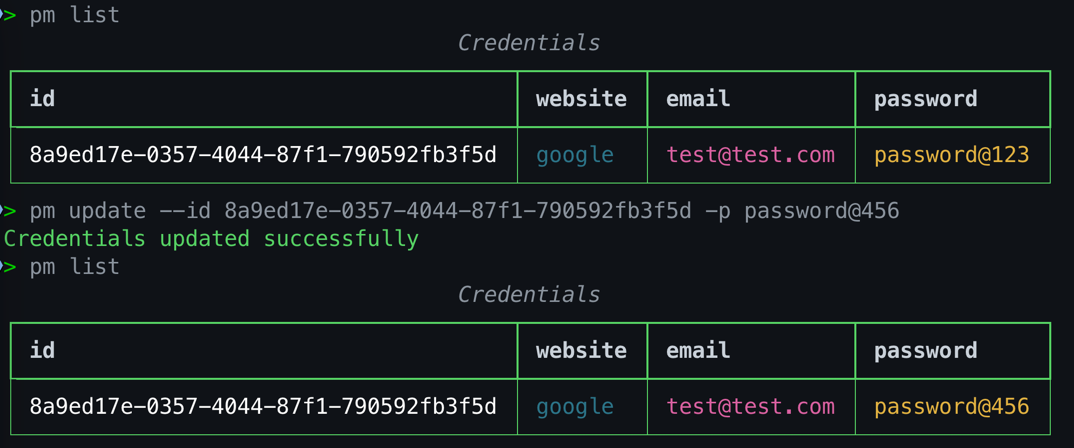 > pm list
Credentials
id website email password
8a9ed17e-0357-4044-87f1-790592fb3f5d google test@test.com password@123
> pm update --id 8a9ed17e-0357-4044-87f1-790592fb3f5d -p password@456
Credentials updated successfully
> pm list
Credentials
id website email password
8a9ed17e-0357-4044-87f1-790592fb3f5d google test@test.com password@456